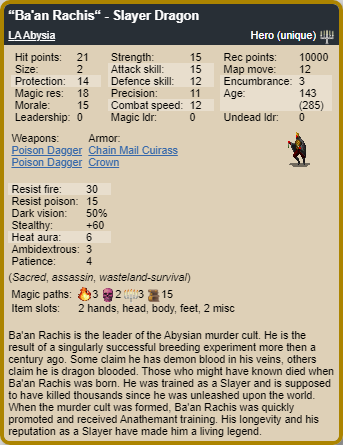 “Ba'an Rachis“ - Slayer Dragon
LA Abysia Hero (unique)
Hit points: 21 Strength: 15 Rec points: 10000
Size: 2 Attack skill: 15 Map move: 12
Protection: 14 Defence skill: 12 Encumbrance: 3
Magic res: 18 Precision: 11 Age: 143
Morale: 15 Combat speed: 12 (285)
Leadership: 0 Magic ldr: 0 Undead ldr: 0
Weapons: Armor:
Poison Dagger Chain Mail Cuirass
Poison Dagger Crown
Resist fire: 30
Resist poison: 15
Dark vision: 50%
Stealthy: +60
Heat aura: 6
Ambidextrous: 3
Patience: 4
(Sacred, assassin, wasteland-survival)
Magic paths: 3 2 3 15
Item slots: 2 hands, head, body, feet, 2 misc
Ba'an Rachis is the leader of the Abysian murder cult. He is the
result of a singularly successful breeding experiment more then a
century ago. Some claim he has demon blood in his veins, others
claim he is dragon blooded. Those who might have known died when
Ba'an Rachis was born. He was trained as a Slayer and is supposed
to have killed thousands since he was unleashed upon the world.
When the murder cult was formed, Ba'an Rachis was quickly
promoted and received Anathemant training. His longevity and his
reputation as a Slayer have made him a living legend.